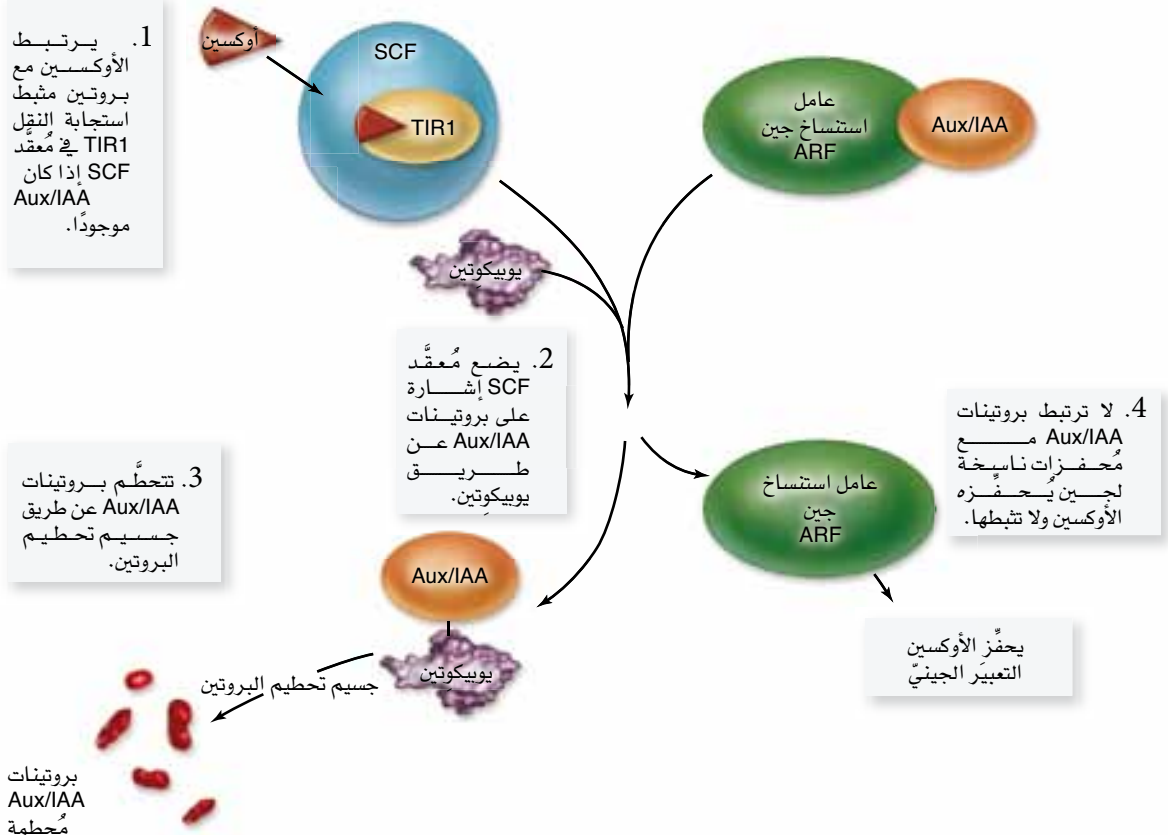 1. يرتبط
الأوكسين مع
بروتين مثبط
استجابة النقل
TIR1 في مُعقَّد
SCF إذا كان
Aux/IAA
موجودًا.
أوكسين
SCF
TIR1
عامل
استنساخ جين
ARF
Aux/IAA
يوبيكوتين
2. يضع مُعقَّد
SCF إشارة
على بروتينات
Aux/IAA عن
طريق
يوبيكوتين.
3. تتحطَّم بروتينات
Aux/IAA عن طريق
جسيم تحطيم
البروتين.
4. لا ترتبط بروتينات
Aux/IAA مع
مُحفزات ناسخة
لجين يُحفِّزه
الأوكسين ولا تثبطها.
عامل استنساخ
جين
ARF
Aux/IAA
يوبيكوتين
جسيم تحطيم البروتين
يحفِّز الأوكسين
التعبيَر الجينيّ
بروتينات
Aux/IAA
مُحطمة